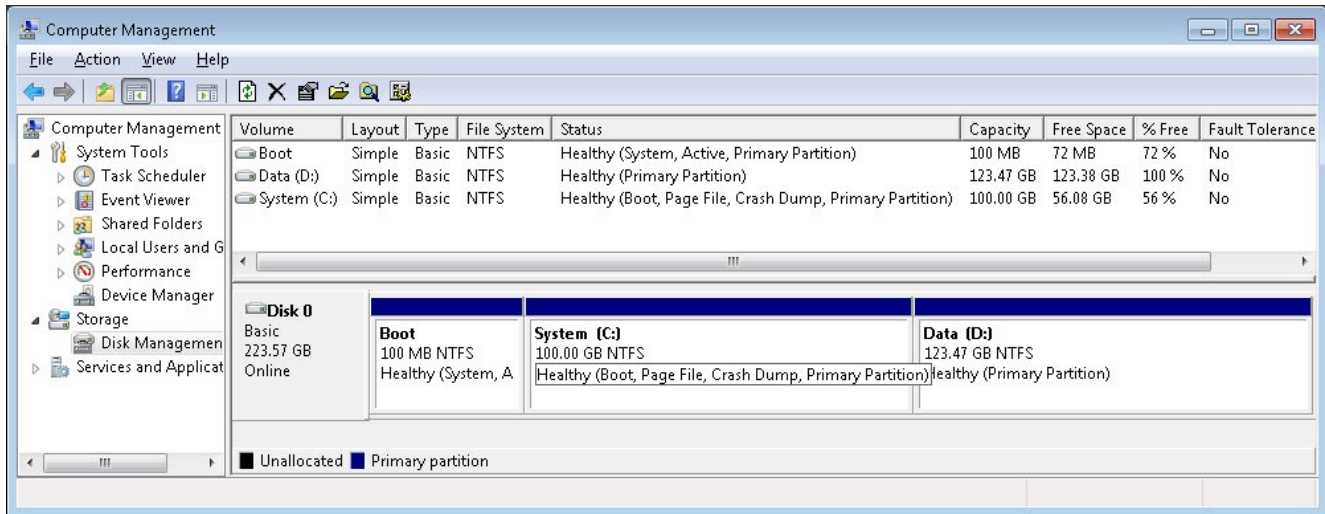 Computer Management
File Action View Help
Computer Management
System Tools
Task Scheduler
Event Viewer
Shared Folders
Local Users and G
Performance
Device Manager
Storage
Disk Managemen
Services and Applicat
Volume Layout Type File System Status Capacity Free Space % Free Fault Tolerance
Boot Simple Basic NTFS Healthy (System, Active, Primary Partition) 100 MB 72 MB 72 % No
Data (D:) Simple Basic NTFS Healthy (Primary Partition) 123.47 GB 123.38 GB 100 % No
System (C:) Simple Basic NTFS Healthy (Boot, Page File, Crash Dump, Primary Partition) 100.00 GB 56.08 GB 56 % No
Disk 0
Basic
223.57 GB
Online
Boot
100 MB NTFS
Healthy (System, A
System (C:)
100.00 GB NTFS
Healthy (Boot, Page File, Crash Dump, Primary Partition)
Data (D:)
123.47 GB NTFS
ealthy (Primary Partition)
Unallocated Primary partition